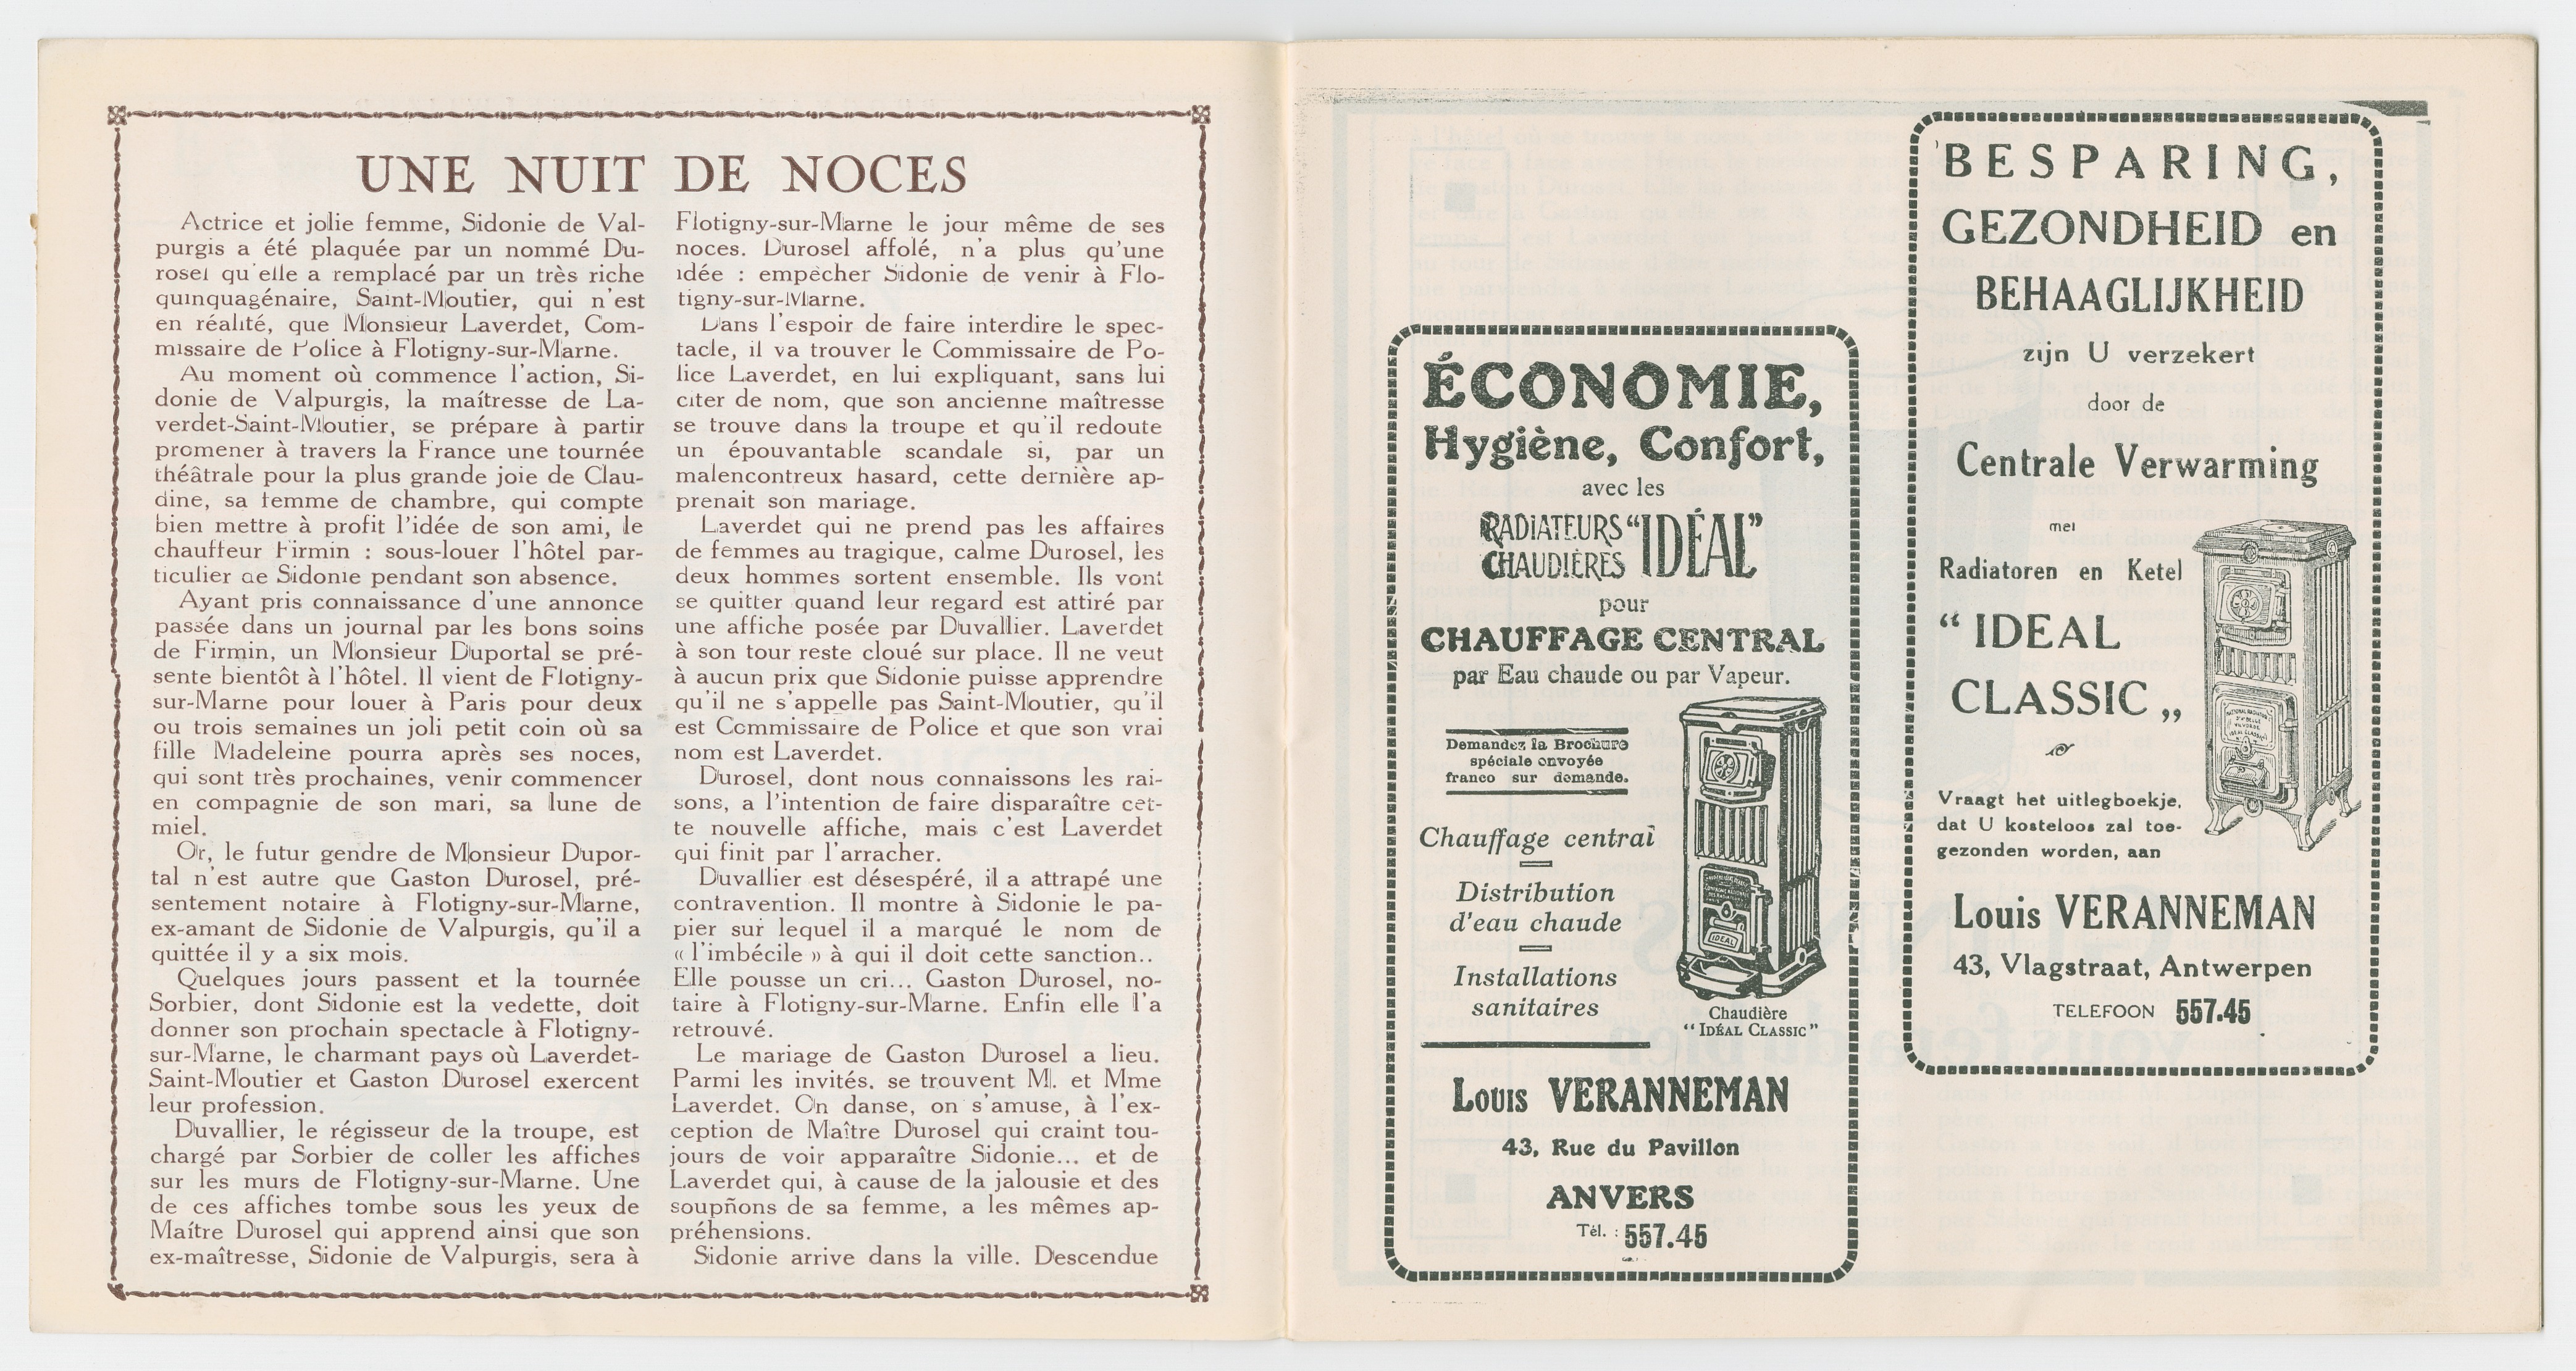 UNE NUIT DE NOCES
Actrice et jolie femme, Sidonie de Val-
purgis a été plaquée par un nommé Du-
rosel qu'elle a remplacé par un très riche
quinquagénaire, Saint-Moutier, qui n'est
en réalité, que Monsieur Laverdet, Com-
missaire de Police à Flotigny-sur-Marne.
Au moment où commence l'action, Si-
donie de Valpurgis, la maîtresse de La-
verdet-Saint-Moutier, se prépare à partir
promener à travers la France une tournée
théâtrale pour la plus grande joie de Clau-
dine, sa femme de chambre, qui compte
bien mettre à profit l'idée de son ami, le
chauffeur Firmin : sous-louer l'hôtel par-
ticulier de Sidonie pendant son absence.
Ayant pris connaissance d'une annonce
passée dans un journal par les bons soins
de Firmin, un Monsieur Duportal se pré-
sente bientôt à l'hôtel. Il vient de Flotigny-
sur-Marne pour louer à Paris pour deux
ou trois semaines un joli petit coin où sa
fille Madeleine pourra après ses noces,
qui sont très prochaines, venir commencer
en compagnie de son mari, sa lune de
miel.
Or, le futur gendre de Monsieur Dupor-
tal n'est autre que Gaston Durosel, pré-
sentement notaire à Flotigny-sur-Marne,
ex-amant de Sidonie de Valpurgis, qu'il a
quittée il y a six mois.
Quelques jours passent et la tournée
Sorbier, dont Sidonie est la vedette, doit
donner son prochain spectacle à Flotigny-
sur-Marne, le charmant pays où Laverdet-
Saint-Moutier et Gaston Durosel exercent
leur profession.
Duvallier, le régisseur de la troupe, est
chargé par Sorbier de coller les affiches
sur les murs de Flotigny-sur-Marne. Une
de ces affiches tombe sous les yeux de
Maître Durosel qui apprend ainsi que son
ex-maîtresse, Sidonie de Valpurgis, sera à
Flotigny-sur-Marne le jour même de ses
noces. Durosel affolé, n'a plus qu'une
idée : empêcher Sidonie de venir à Flo-
tigny-sur-Marne.
Dans l'espoir de faire interdire le spec-
tacle, il va trouver le Commissaire de Po-
lice Laverdet, en lui expliquant, sans lui
citer de nom, que son ancienne maîtresse
se trouve dans la troupe et qu'il redoute
un épouvantable scandale si, par un
malencontreux hasard, cette dernière ap-
prenait son mariage.
Laverdet qui ne prend pas les affaires
de femmes au tragique, calme Durosel, les
deux hommes sortent ensemble. Ils vont
se quitter quand leur regard est attiré par
une affiche posée par Duvallier. Laverdet
à son tour reste cloué sur place. Il ne veut
à aucun prix que Sidonie puisse apprendre
qu'il ne s'appelle pas Saint-Moutier, qu'il
est Commissaire de Police et que son vrai
nom est Laverdet.
Durosel, dont nous connaissons les rai-
sons, a l'intention de faire disparaître cet-
te nouvelle affiche, mais c'est Laverdet
qui finit par l'arracher.
Duvallier est désespéré, il a attrapé une
contravention. Il montre à Sidonie le pa-
pier sur lequel il a marqué le nom de
« l'imbécile » à qui il doit cette sanction..
Elle pousse un cri... Gaston Durosel, no-
taire à Flotigny-sur-Marne. Enfin elle l'a
retrouvé.
Le mariage de Gaston Durosel a lieu.
Parmi les invités. se trouvent M. et Mme
Laverdet. On danse, on s'amuse, à l'ex-
ception de Maître Durosel qui craint tou-
jours de voir apparaître Sidonie... et de
Laverdet qui, à cause de la jalousie et des
soupñons de sa femme, a les mêmes ap-
préhensions.
Sidonie arrive dans la ville. Descendue
ÉCONOMIE,
Hygiène, Confort,
avec les
RADIATEURS "IDÉAL"
CHAUDIÈRES
pour
CHAUFFAGE CENTRAL
par Eau chaude ou par Vapeur.
Demandez la Brochure
spéciale envoyée
franco sur demande.
Chauffage central
Distribution
d'eau chaude
Installations
sanitaires
IDEAL
Chaudière
"IDÉAL CLASSIC"
Louis VERANNEMAN
43, Rue du Pavillon
ANVERS
Tél. : 557.45
BESPARING,
GEZONDHEID en
BEHAAGLIJKHEID
zijn U verzekert
door de
Centrale Verwarming
met
Radiatoren en Ketel
"IDEAL
CLASSIC„
Vraagt het uitlegboekje,
dat U kosteloos zal toe-
gezonden worden, aan
Louis VERANNEMAN
43, Vlagstraat, Antwerpen
TELEFOON 557.45